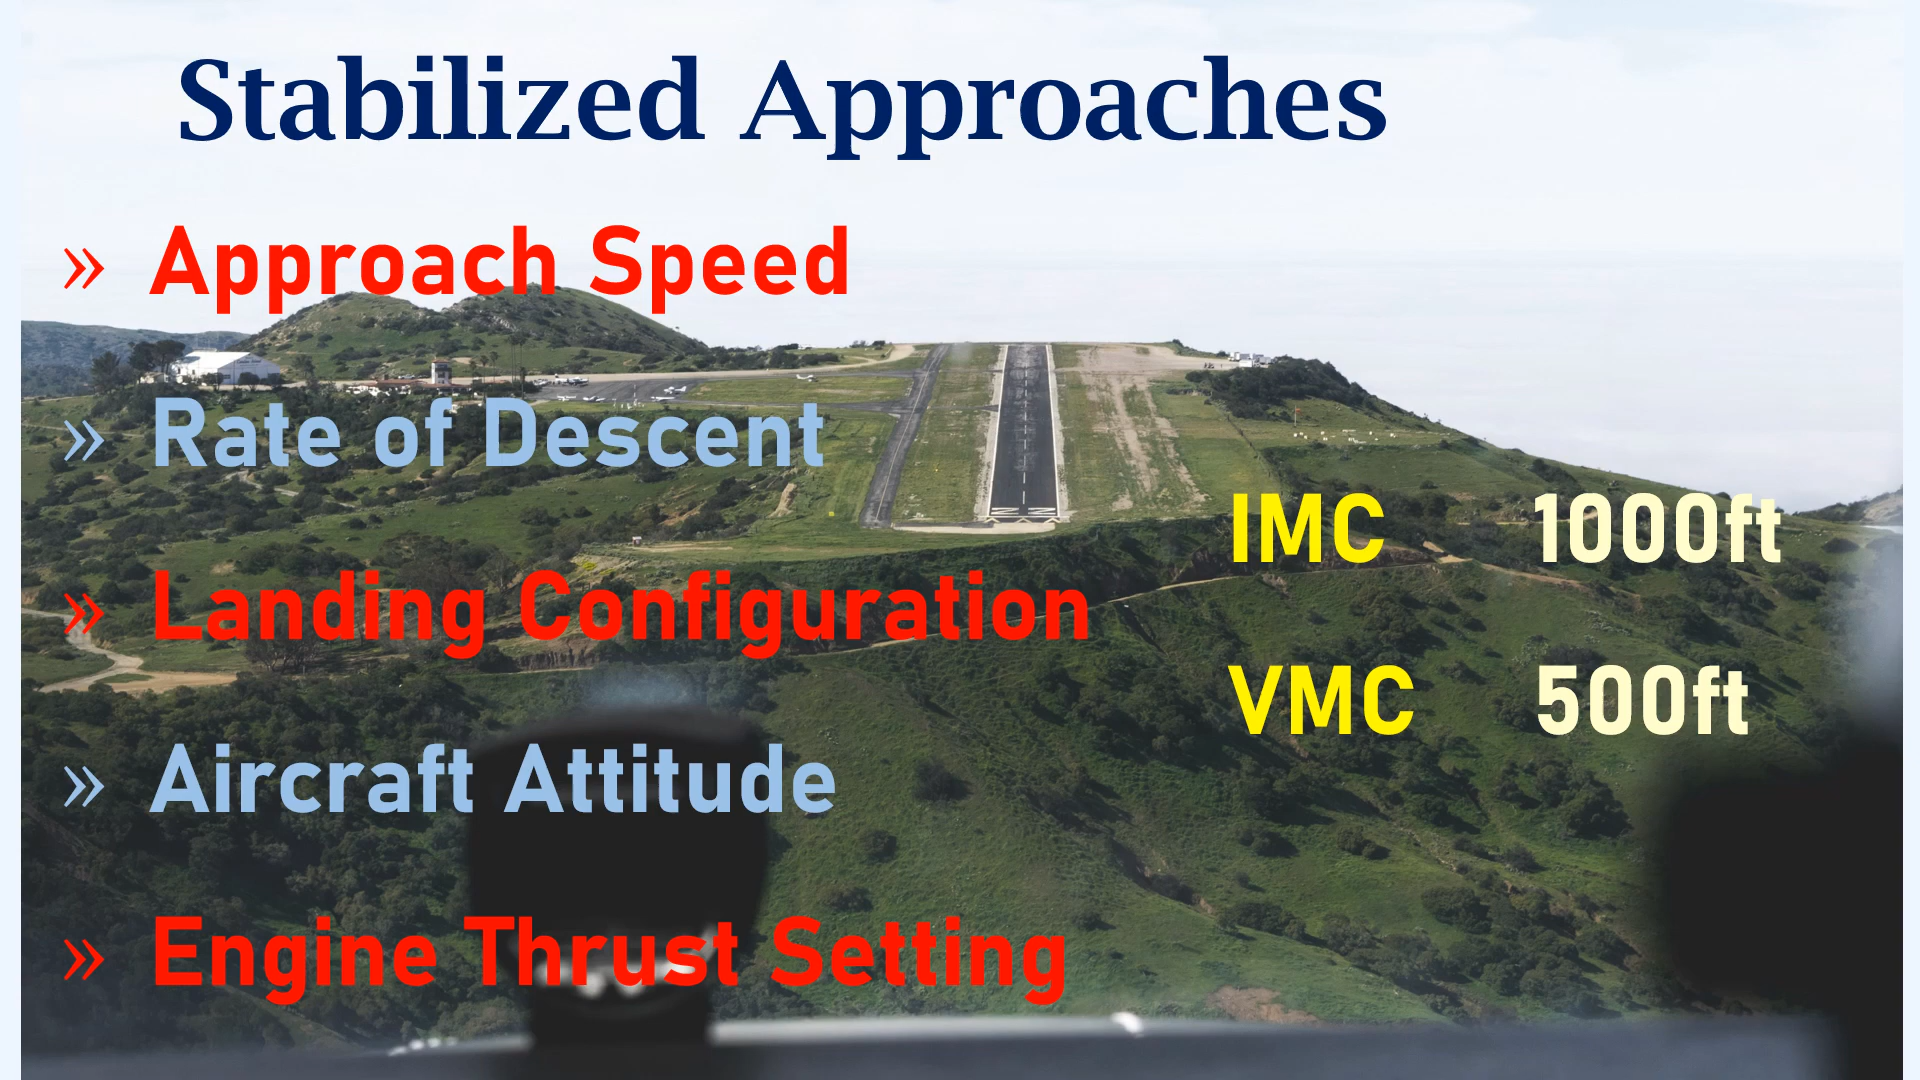 Stabilized Approaches
» Approach Speed
» Rate of Descent
» Landing Configuration
» Aircraft Attitude
» Engine Thrust Setting
IMC 1000ft
VMC 500ft